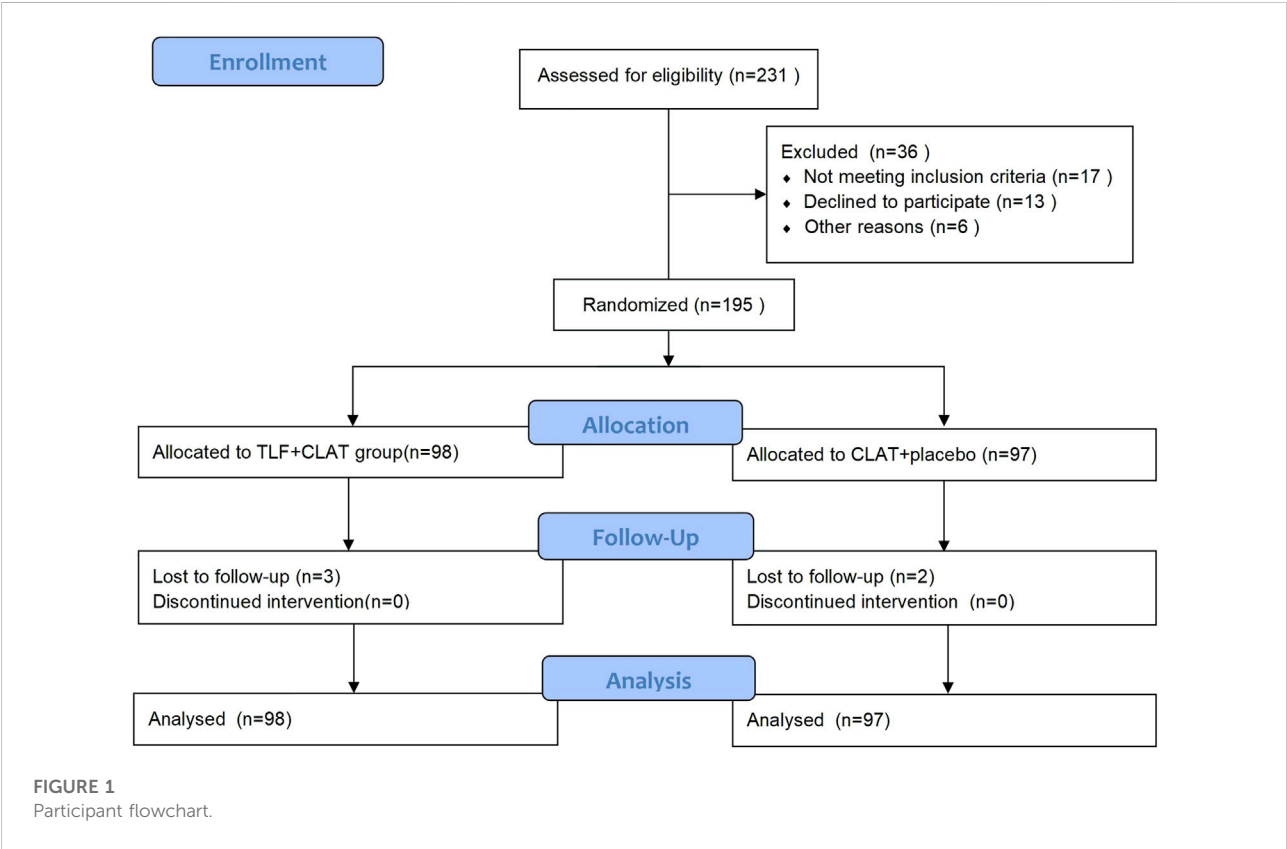 Enrollment
Assessed for eligibility (n=231 )
Excluded (n=36 )
♦ Not meeting inclusion criteria (n=17 )
♦ Declined to participate (n=13 )
♦ Other reasons (n=6 )
Randomized (n=195 )
Allocation
Allocated to TLF+CLAT group(n=98)
Allocated to CLAT+placebo (n=97)
Follow-Up
Lost to follow-up (n=3)
Discontinued intervention(n=0)
Lost to follow-up (n=2)
Discontinued intervention (n=0)
Analysis
Analysed (n=98)
Analysed (n=97)
FIGURE 1
Participant flowchart.